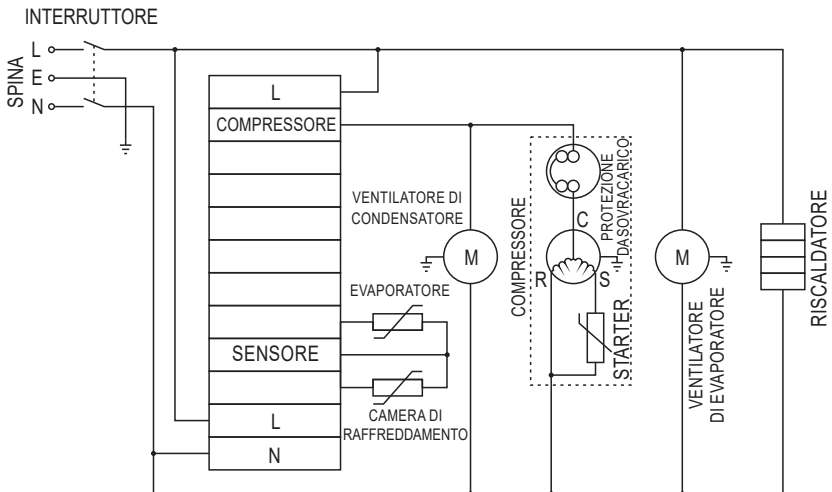 INTERRUTTORE
L
E
N
SPINA
L
COMPRESSORE
SENSORE
L
N
VENTILATORE DI
CONDENSATORE
M
EVAPORATORE
CAMERA DI
RAFFREDDAMENTO
COMPRESSORE
PROTEZIONE
DASOVRACARICO
C
R
S
STARTER
M
VENTILATORE
DI EVAPORATORE
RISCALDATORE